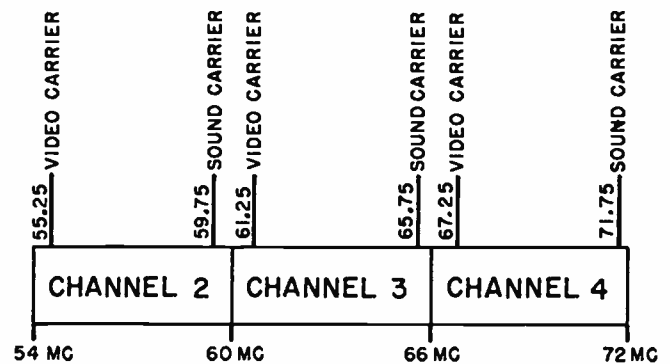 55.25 VIDEO CARRIER
59.75 SOUND CARRIER
61.25 VIDEO CARRIER
65.75 SOUND CARRIER
67.25 VIDEO CARRIER
71.75 SOUND CARRIER
CHANNEL 2
CHANNEL 3
CHANNEL 4
54 MC
60 MC
66 MC
72 MC